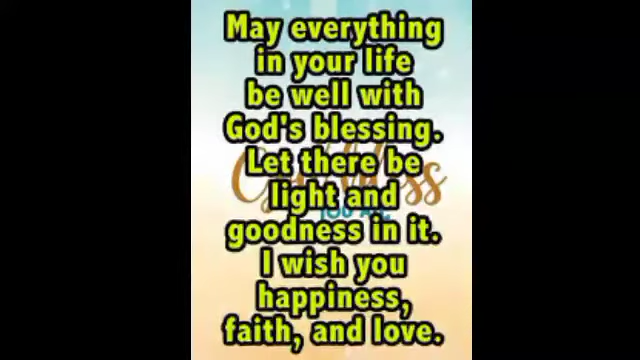 May everything
in your life
be well with
God's blessing.
Let there be
light and
goodness in it.
I wish you
happiness,
faith, and love.